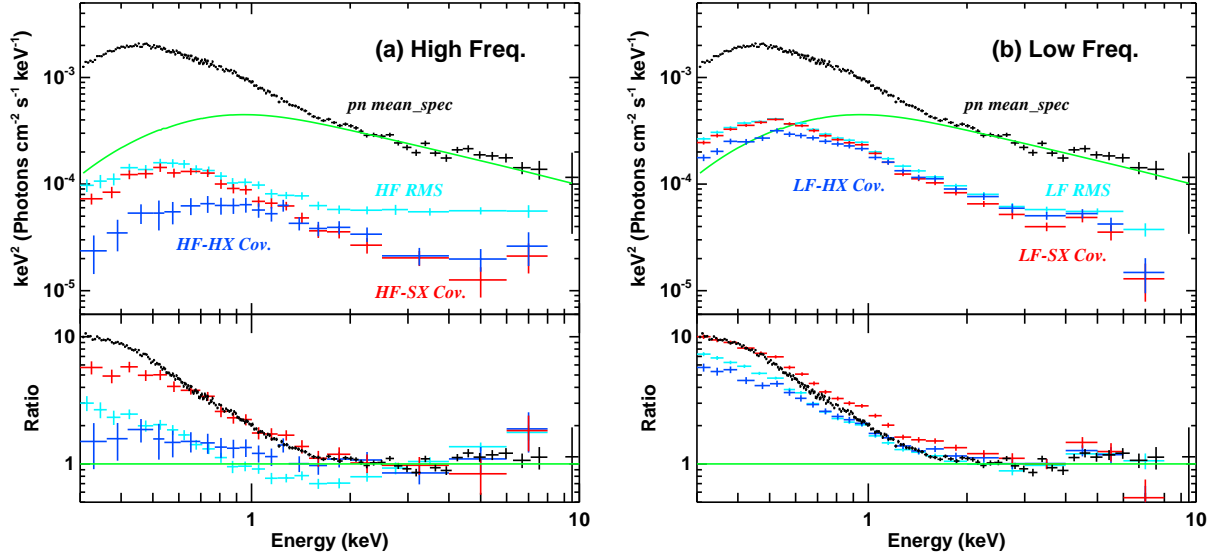 (a) High Freq.
pn mean_spec
HF RMS
HF-HX Cov.
HF-SX Cov.
keV² (Photons cm⁻² s⁻¹ keV⁻¹)
10⁻³
10⁻⁴
10⁻⁵
Ratio
10
1
1
10
Energy (keV)
(b) Low Freq.
pn mean_spec
LF-HX Cov.
LF RMS
LF-SX Cov.
keV² (Photons cm⁻² s⁻¹ keV⁻¹)
10⁻³
10⁻⁴
10⁻⁵
Ratio
10
1
1
10
Energy (keV)